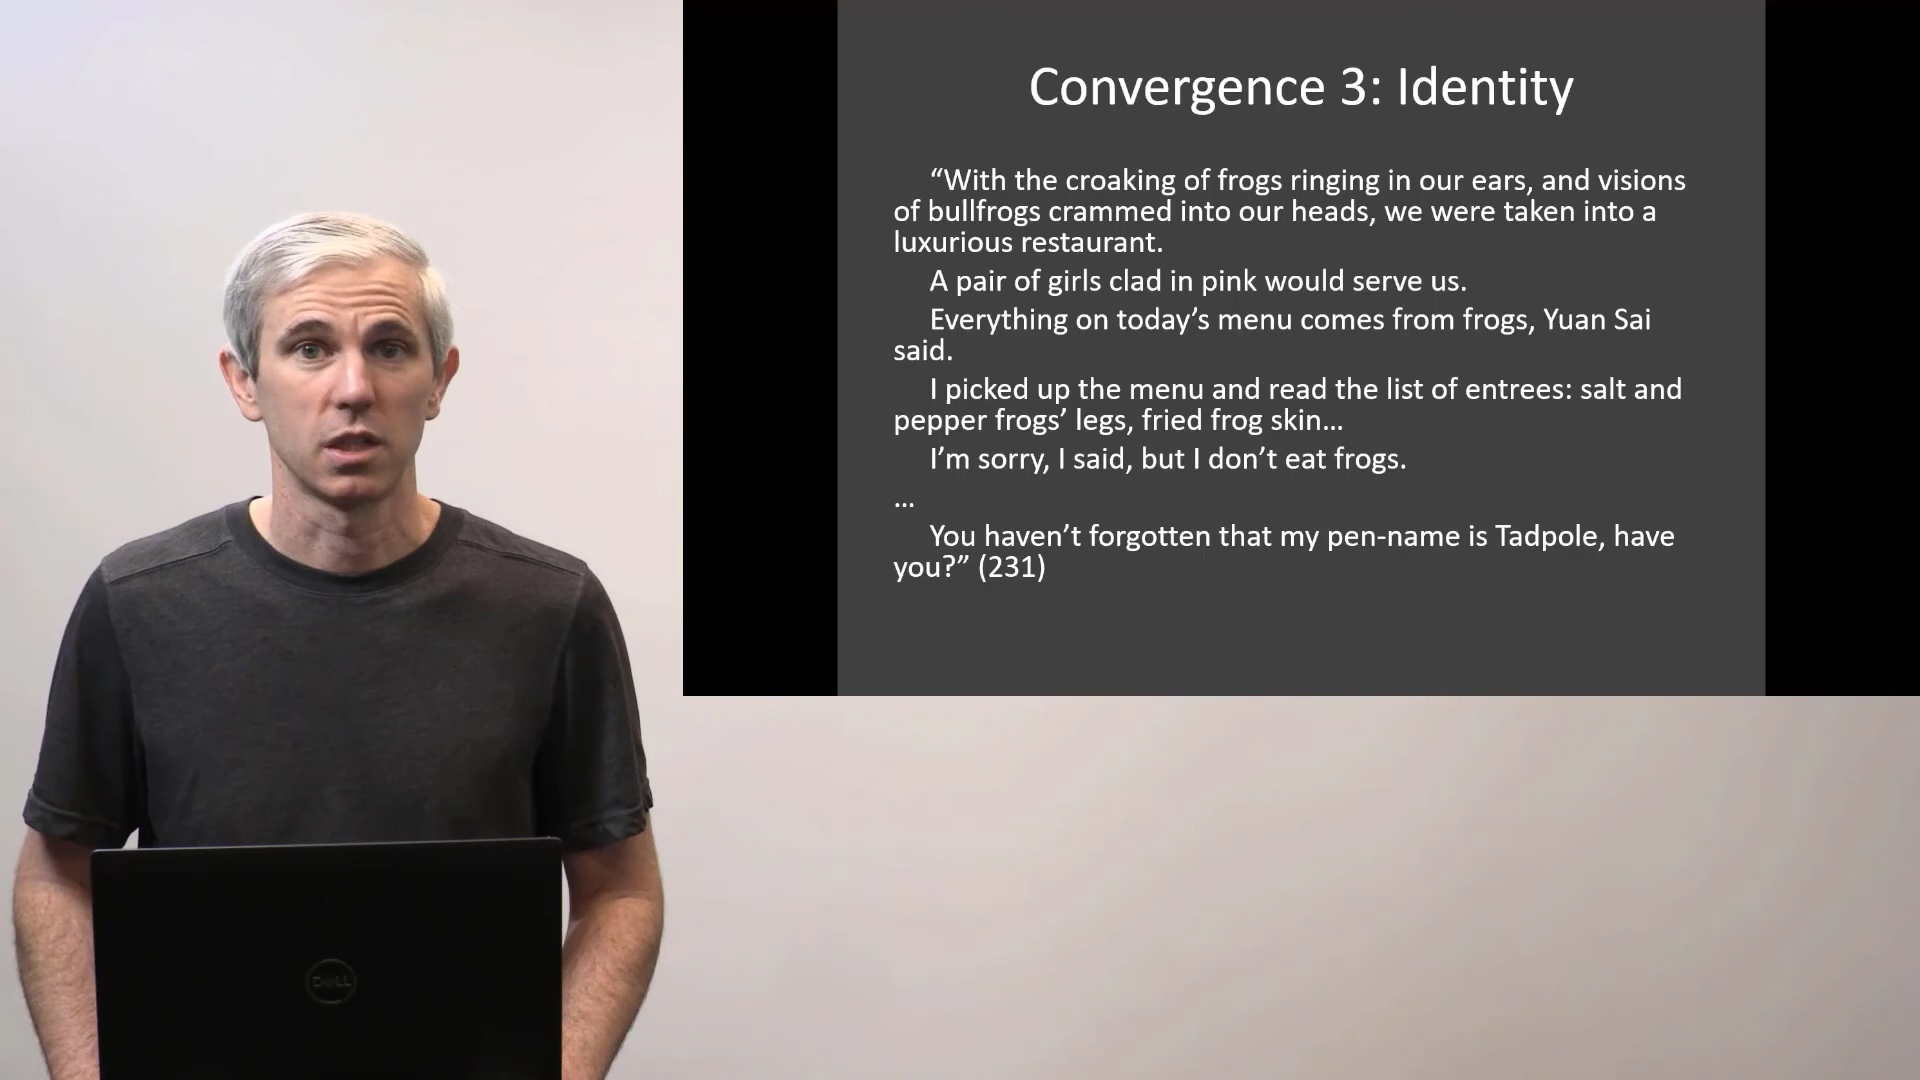 Convergence 3: Identity
“With the croaking of frogs ringing in our ears, and visions
of bullfrogs crammed into our heads, we were taken into a
luxurious restaurant.
A pair of girls clad in pink would serve us.
Everything on today’s menu comes from frogs, Yuan Sai
said.
I picked up the menu and read the list of entrees: salt and
pepper frogs’ legs, fried frog skin…
I’m sorry, I said, but I don’t eat frogs.
…
You haven’t forgotten that my pen-name is Tadpole, have
you?” (231)
DELL